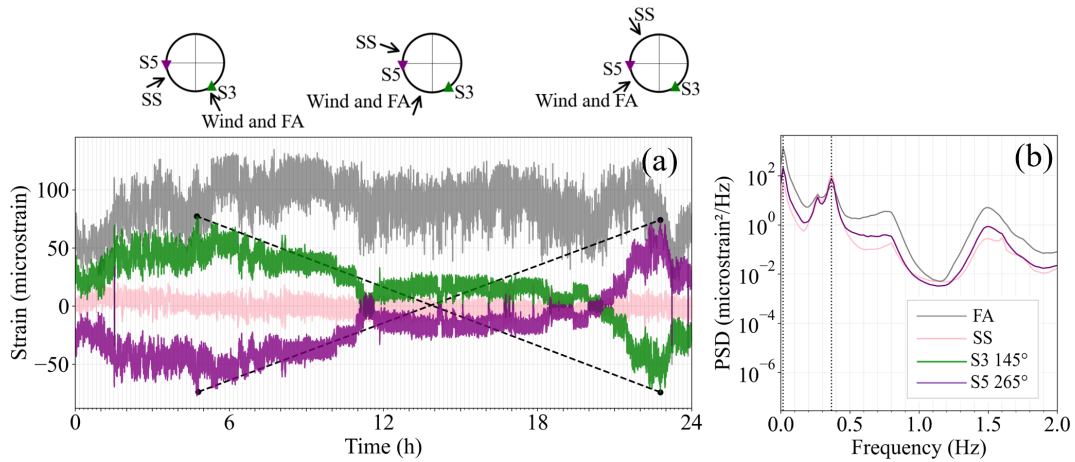 S5
SS
S3
Wind and FA
SS
S5
S3
Wind and FA
SS
S5
S3
Wind and FA
(a)
Strain (microstrain)
100
50
0
−50
0
6
12
18
24
Time (h)
(b)
PSD (microstrain²/Hz)
10²
10⁰
10⁻²
10⁻⁴
10⁻⁶
FA
SS
S3 145°
S5 265°
0.0
0.5
1.0
1.5
2.0
Frequency (Hz)